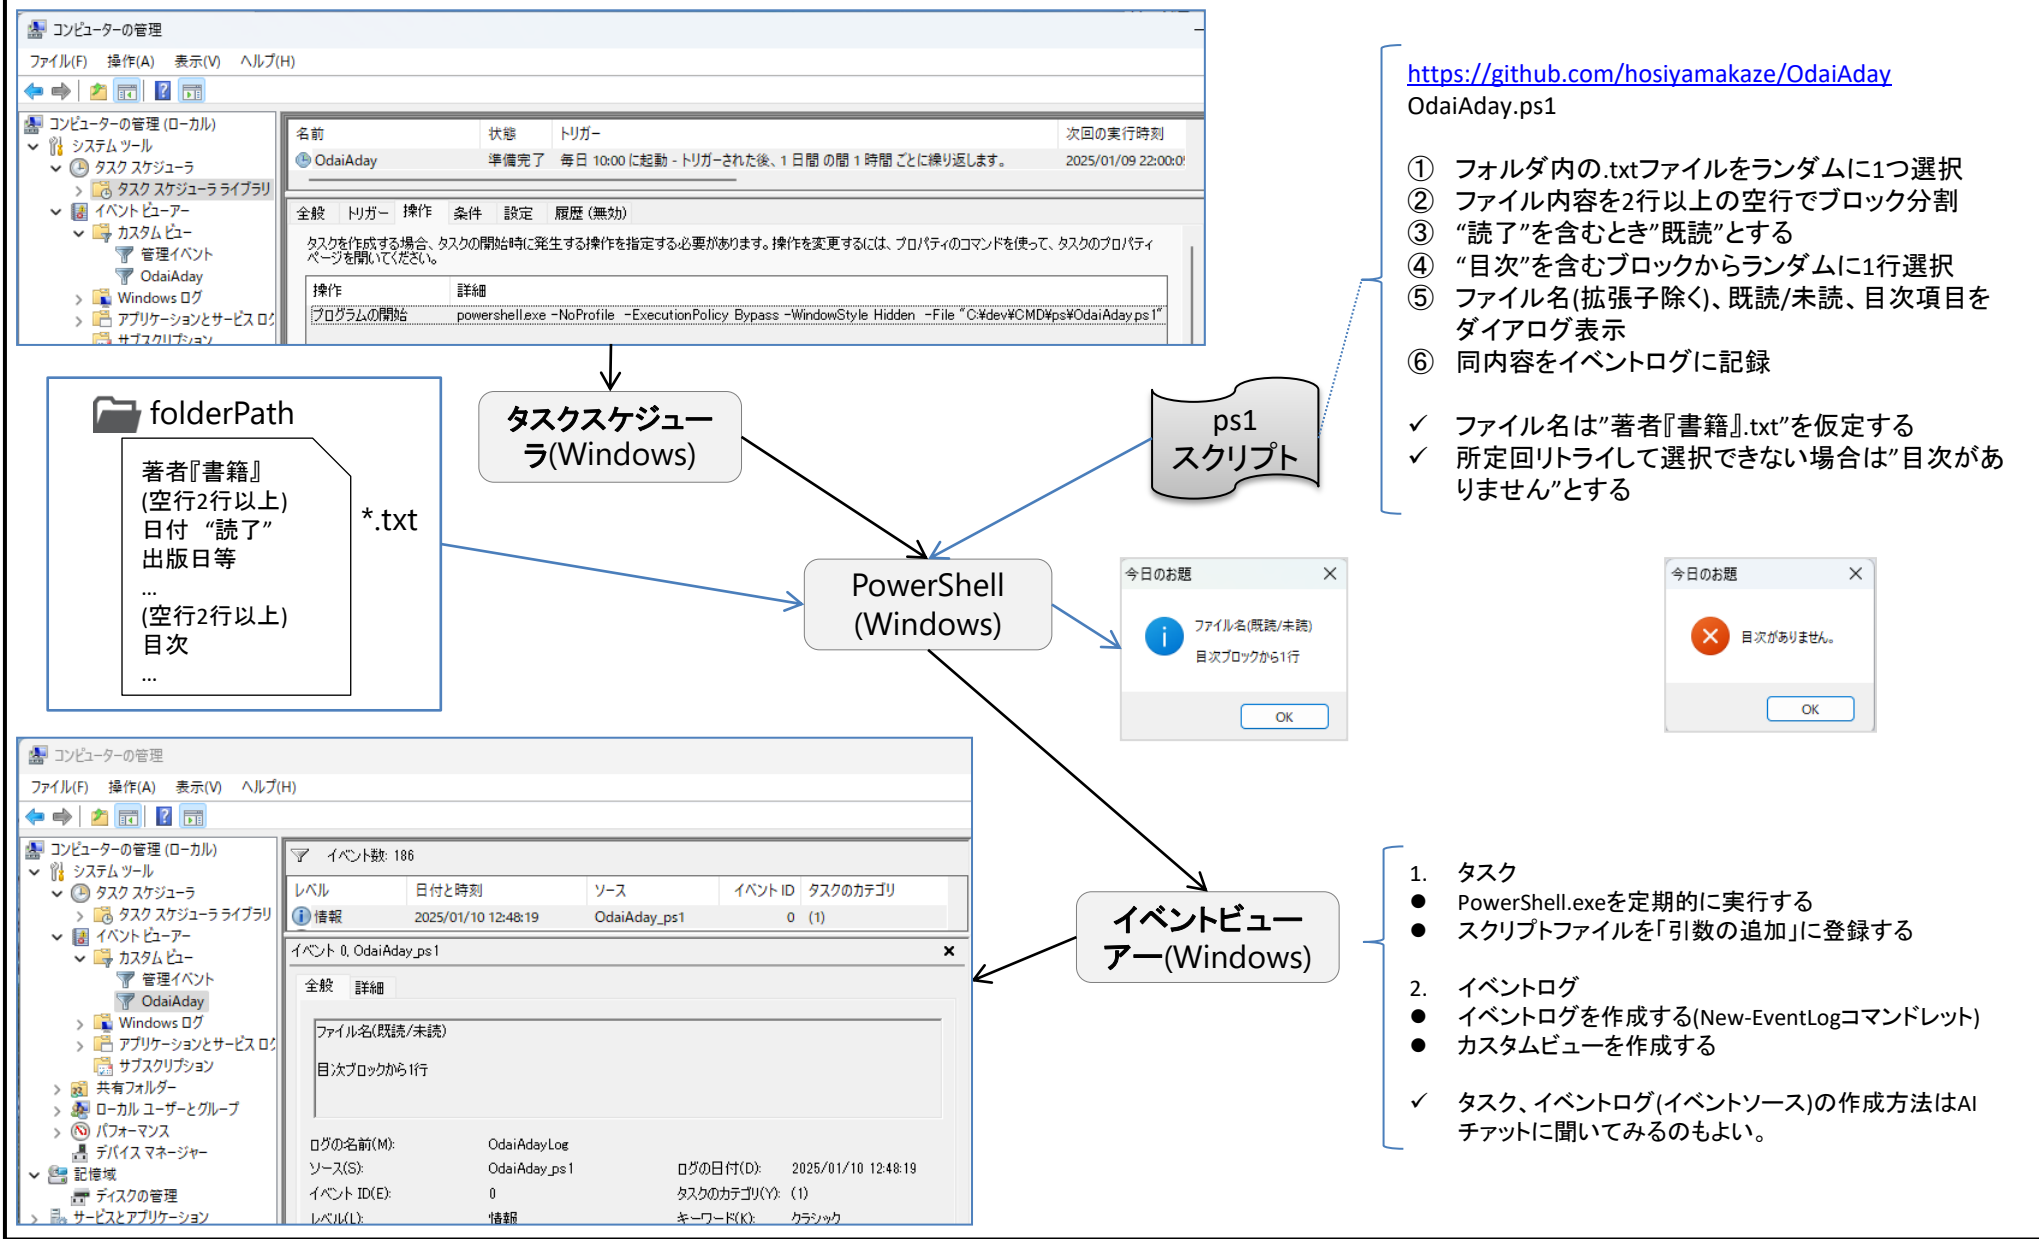 コンピューターの管理
ファイル(F) 操作(A) 表示(V) ヘルプ(H)
コンピューターの管理 (ローカル)
システム ツール
タスク スケジューラ
タスク スケジューラ ライブラリ
イベント ビューアー
カスタム ビュー
管理イベント
OdaiAday
Windows ログ
アプリケーションとサービス ログ
サブスクリプション
名前 状態 トリガー 次回の実行時刻
OdaiAday 準備完了 毎日 10:00 に起動 - トリガーされた後、1 日間 の間 1 時間 ごとに繰り返します。 2025/01/09 22:00:0
全般 トリガー 操作 条件 設定 履歴 (無効)
タスクを作成する場合、タスクの開始時に発生する操作を指定する必要があります。操作を変更するには、プロパティのコマンドを使って、タスクのプロパティ
ページを開いてください。
操作 詳細
プログラムの開始 powershell.exe -NoProfile -ExecutionPolicy Bypass -WindowStyle Hidden -File "C:¥dev¥CMD¥ps¥OdaiAday.ps1"
https://github.com/hosiyamakaze/OdaiAday
OdaiAday.ps1
① フォルダ内の.txtファイルをランダムに1つ選択
② ファイル内容を2行以上の空行でブロック分割
③ “読了”を含むとき”既読”とする
④ “目次”を含むブロックからランダムに1行選択
⑤ ファイル名(拡張子除く)、既読/未読、目次項目を
ダイアログ表示
⑥ 同内容をイベントログに記録
✓ ファイル名は”著者『書籍』.txt”を仮定する
✓ 所定回リトライして選択できない場合は”目次があ
りません”とする
folderPath
著者『書籍』
(空行2行以上)
日付 “読了”
出版日等
...
(空行2行以上)
目次
...
*.txt
タスクスケジュー
ラ(Windows)
ps1
スクリプト
PowerShell
(Windows)
今日のお題
ファイル名(既読/未読)
目次ブロックから1行
OK
今日のお題
目次がありません。
OK
コンピューターの管理
ファイル(F) 操作(A) 表示(V) ヘルプ(H)
コンピューターの管理 (ローカル)
システム ツール
タスク スケジューラ
タスク スケジューラ ライブラリ
イベント ビューアー
カスタム ビュー
管理イベント
OdaiAday
Windows ログ
アプリケーションとサービス ログ
サブスクリプション
共有フォルダー
ローカル ユーザーとグループ
パフォーマンス
デバイス マネージャー
記憶域
ディスクの管理
サービスとアプリケーション
イベント数: 186
レベル 日付と時刻 ソース イベント ID タスクのカテゴリ
情報 2025/01/10 12:48:19 OdaiAday_ps1 0 (1)
イベント 0, OdaiAday_ps1
全般 詳細
ファイル名(既読/未読)
目次ブロックから1行
ログの名前(M): OdaiAdayLog
ソース(S): OdaiAday_ps1 ログの日付(D): 2025/01/10 12:48:19
イベント ID(E): 0 タスクのカテゴリ(Y): (1)
レベル(L): 情報 キーワード(K): クラシック
イベントビュー
アー(Windows)
1. タスク
● PowerShell.exeを定期的に実行する
● スクリプトファイルを「引数の追加」に登録する
2. イベントログ
● イベントログを作成する(New-EventLogコマンドレット)
● カスタムビューを作成する
✓ タスク、イベントログ(イベントソース)の作成方法はAI
チャットに聞いてみるのもよい。